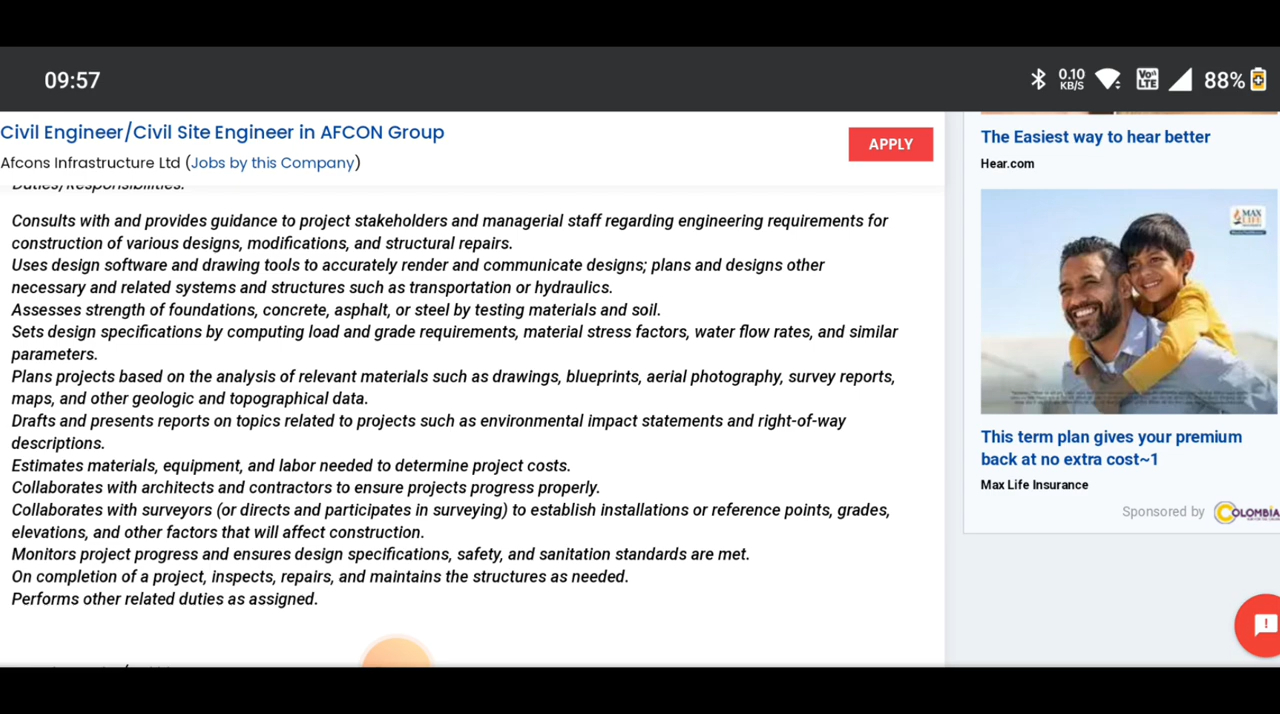 09:57
0.10
KB/S
Vo
LTE
88%
Civil Engineer/Civil Site Engineer in AFCON Group
Afcons Infrastructure Ltd (Jobs by this Company)
APPLY
Duties/Responsibilities:
Consults with and provides guidance to project stakeholders and managerial staff regarding engineering requirements for
construction of various designs, modifications, and structural repairs.
Uses design software and drawing tools to accurately render and communicate designs; plans and designs other
necessary and related systems and structures such as transportation or hydraulics.
Assesses strength of foundations, concrete, asphalt, or steel by testing materials and soil.
Sets design specifications by computing load and grade requirements, material stress factors, water flow rates, and similar
parameters.
Plans projects based on the analysis of relevant materials such as drawings, blueprints, aerial photography, survey reports,
maps, and other geologic and topographical data.
Drafts and presents reports on topics related to projects such as environmental impact statements and right-of-way
descriptions.
Estimates materials, equipment, and labor needed to determine project costs.
Collaborates with architects and contractors to ensure projects progress properly.
Collaborates with surveyors (or directs and participates in surveying) to establish installations or reference points, grades,
elevations, and other factors that will affect construction.
Monitors project progress and ensures design specifications, safety, and sanitation standards are met.
On completion of a project, inspects, repairs, and maintains the structures as needed.
Performs other related duties as assigned.
The Easiest way to hear better
Hear.com
MAX
LIFE
This term plan gives your premium
back at no extra cost~1
Max Life Insurance
Sponsored by COLOMBIA